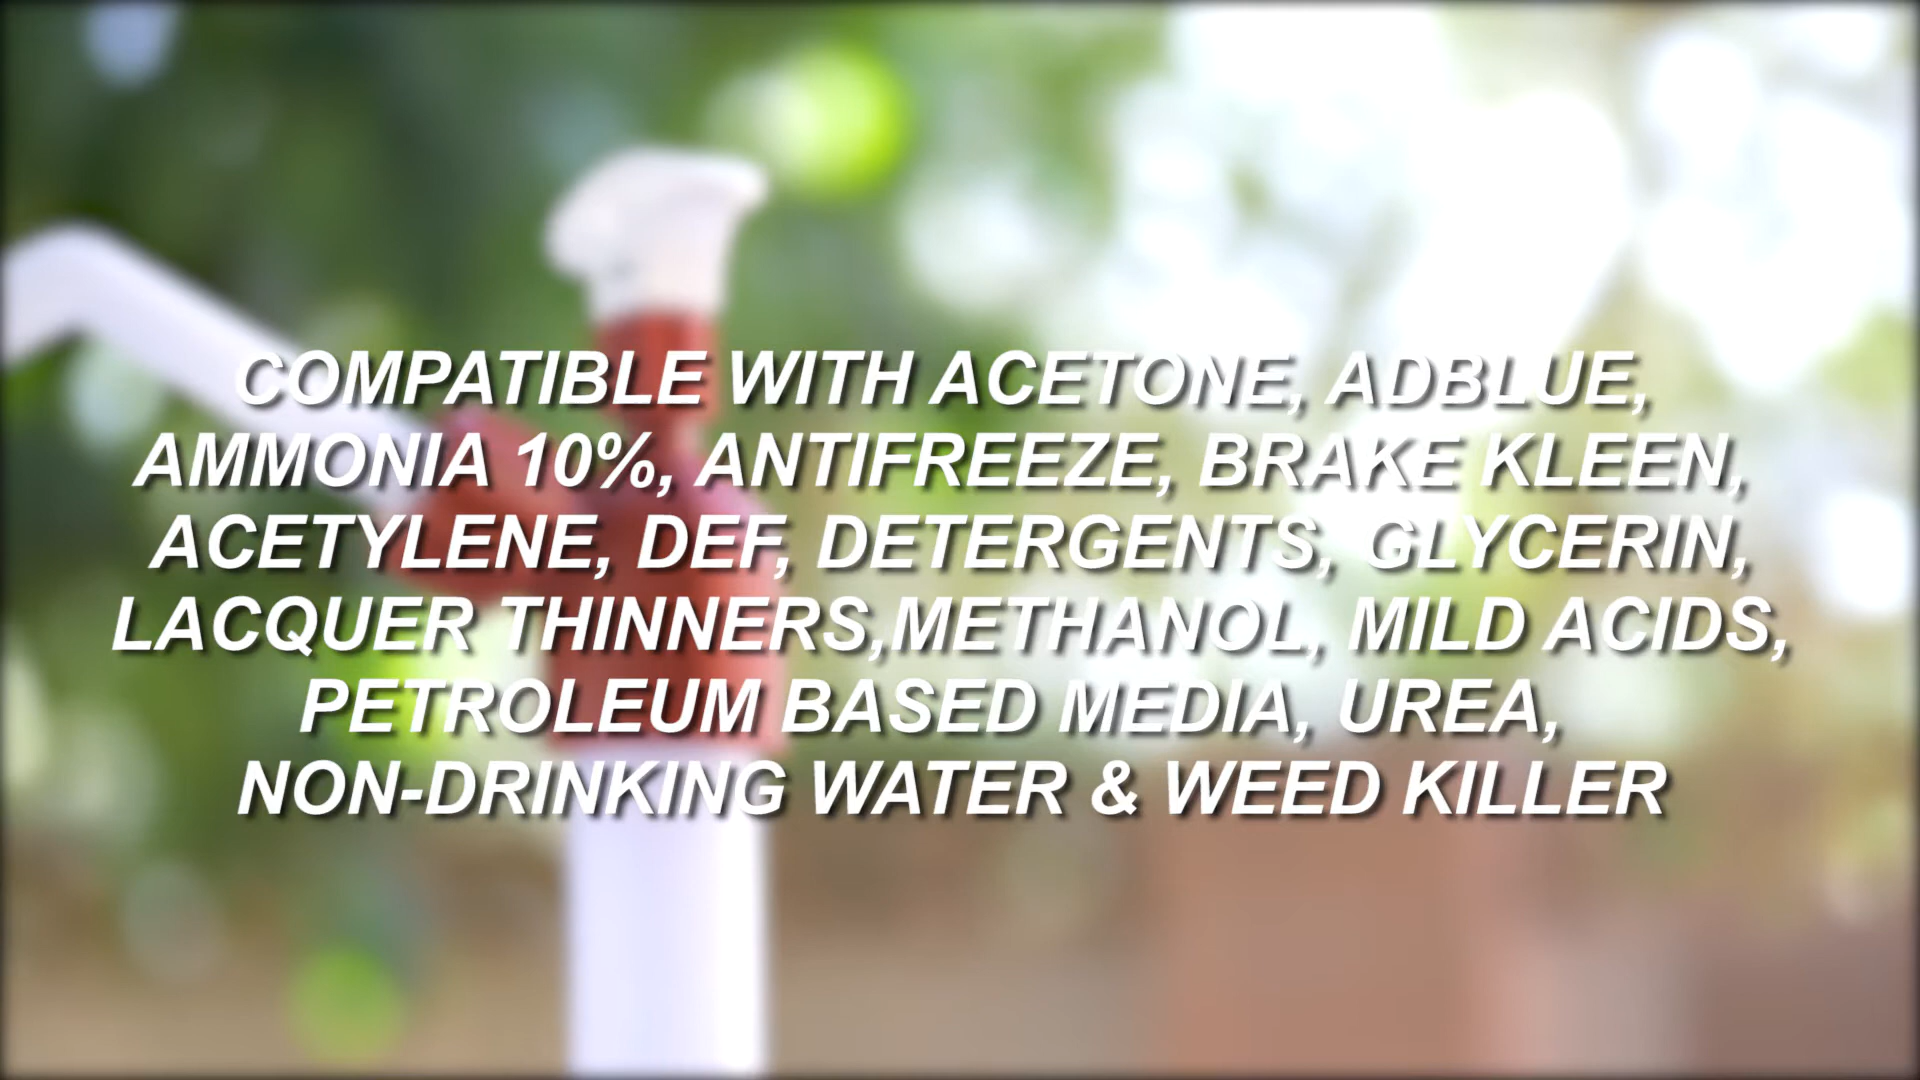 COMPATIBLE WITH ACETONE, ADBLUE,
AMMONIA 10%, ANTIFREEZE, BRAKE KLEEN,
ACETYLENE, DEF, DETERGENTS, GLYCERIN,
LACQUER THINNERS,METHANOL, MILD ACIDS,
PETROLEUM BASED MEDIA, UREA,
NON-DRINKING WATER & WEED KILLER